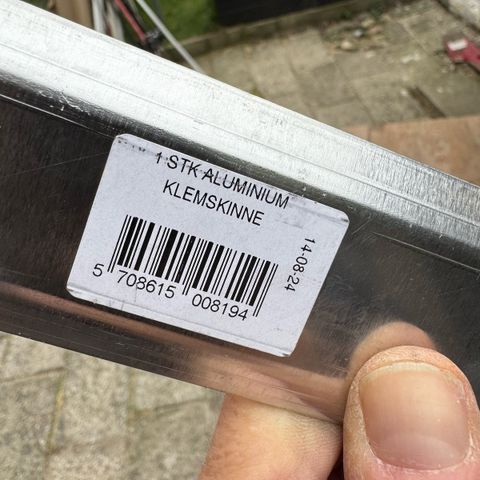 1 STK ALUMINIUM
KLEMSKINNE
14-08-24
5 708615 008194